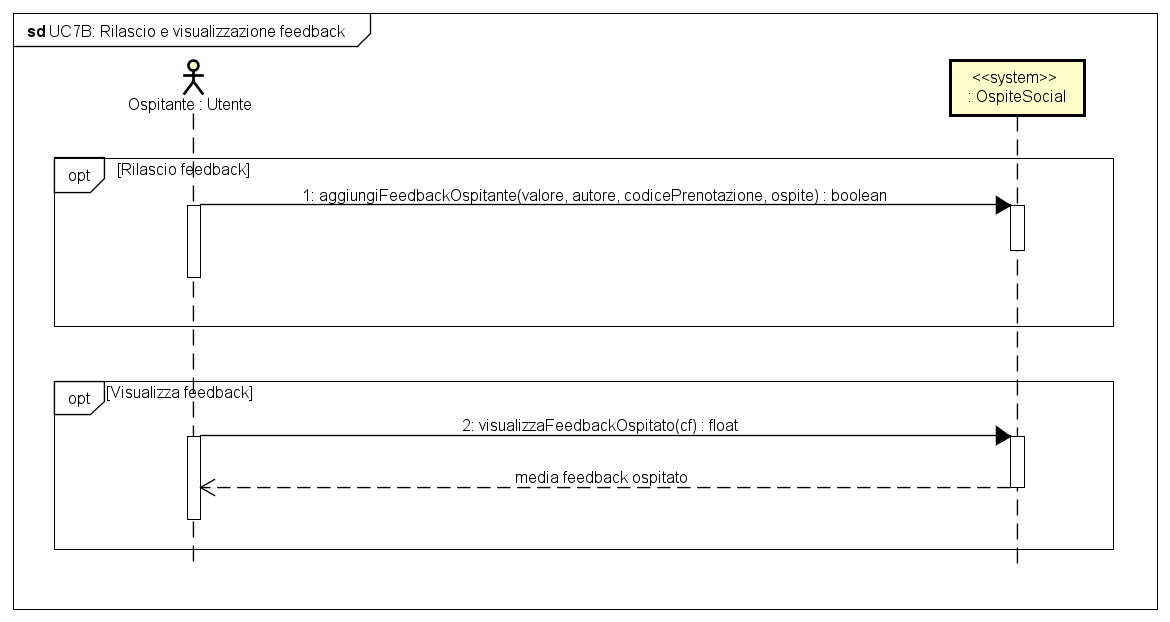 sd UC7B: Rilascio e visualizzazione feedback
Ospitante : Utente
<<system>>
: OspiteSocial
opt
[Rilascio feedback]
1: aggiungiFeedbackOspitante(valore, autore, codicePrenotazione, ospite) : boolean
opt
[Visualizza feedback]
2: visualizzaFeedbackOspitato(cf) : float
media feedback ospitato